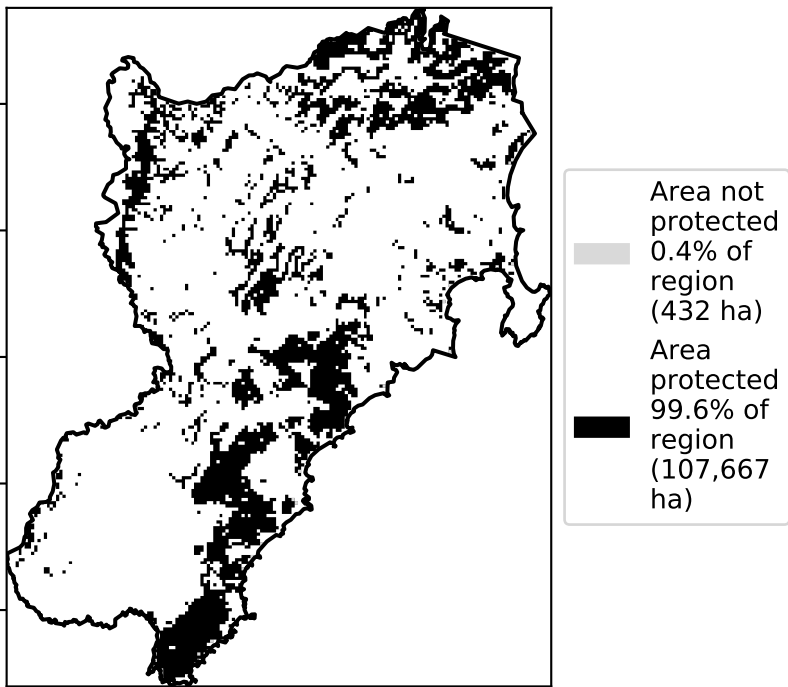 Area not
protected
0.4% of
region
(432 ha)
Area
protected
99.6% of
region
(107,667
ha)